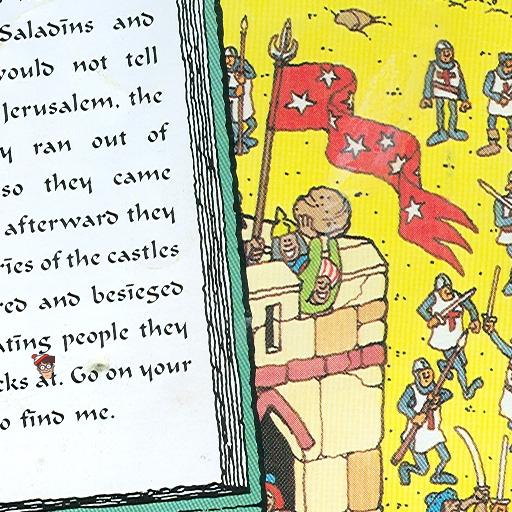 Saladins and
would not tell
Jerusalem, the
y ran out of
so they came
afterward they
ries of the castles
red and besieged
ating people they
cks at. Go on your
o find me.